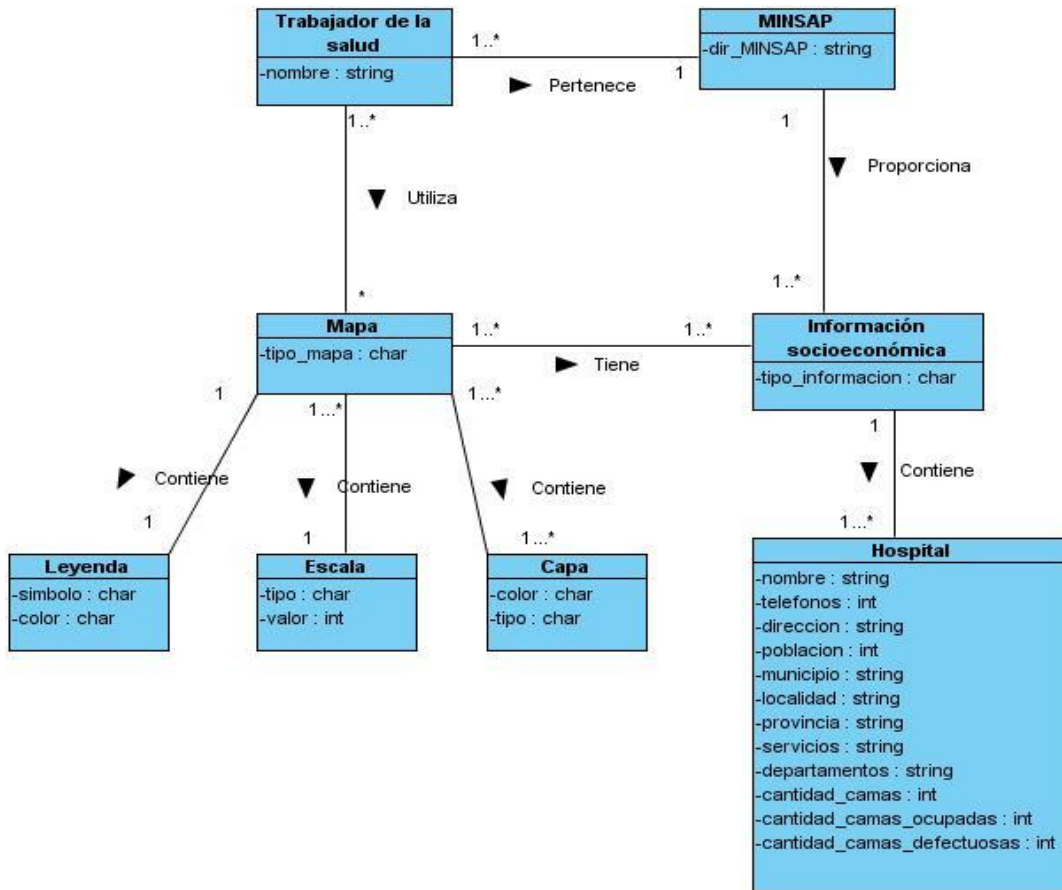 Trabajador de la
salud
-nombre : string
1..*
Pertenece
1
MINSAP
-dir_MINSAP : string
1..*
Utiliza
*
1
Proporciona
1..*
Mapa
-tipo_mapa : char
1..*
Tiene
1..*
Información
socioeconómica
-tipo_informacion : char
1
Contiene
1
1...*
Contiene
1
1...*
Contiene
1...*
1
Contiene
1...*
Leyenda
-simbolo : char
-color : char
Escala
-tipo : char
-valor : int
Capa
-color : char
-tipo : char
Hospital
-nombre : string
-telefonos : int
-direccion : string
-poblacion : int
-municipio : string
-localidad : string
-provincia : string
-servicios : string
-departamentos : string
-cantidad_camas : int
-cantidad_camas_ocupadas : int
-cantidad_camas_defectuosas : int